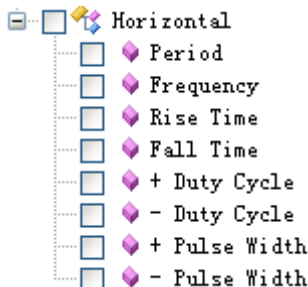 Horizontal
Period
Frequency
Rise Time
Fall Time
+ Duty Cycle
- Duty Cycle
+ Pulse Width
- Pulse Width